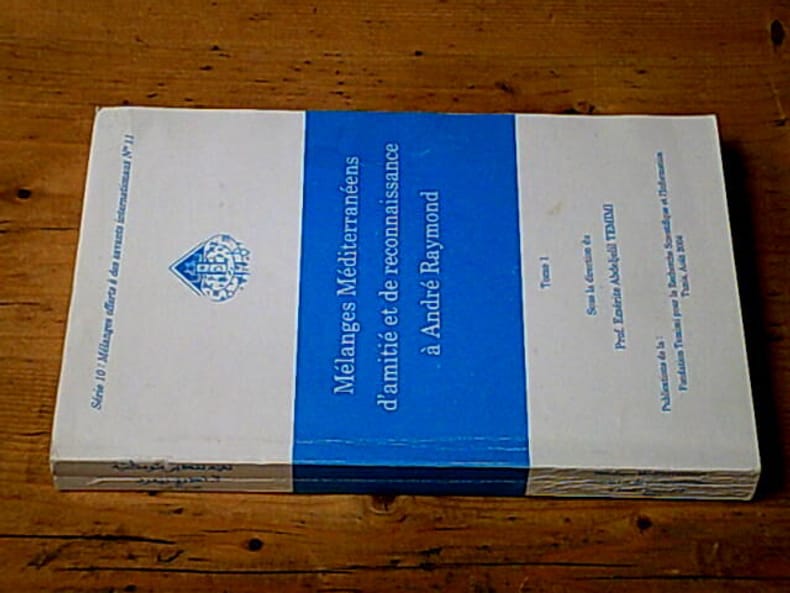 Série 10 : Mélanges offerts à des savants internationaux N° 11
Mélanges Méditerranéens
d'amitié et de reconnaissance
à André Raymond
Tome 1
Sous la direction du
Prof. Emérite Abdeljelil TEMIMI
Publications de la :
Fondation Temimi pour la Recherche Scientifique et l'Information
Tunis, Août 2004